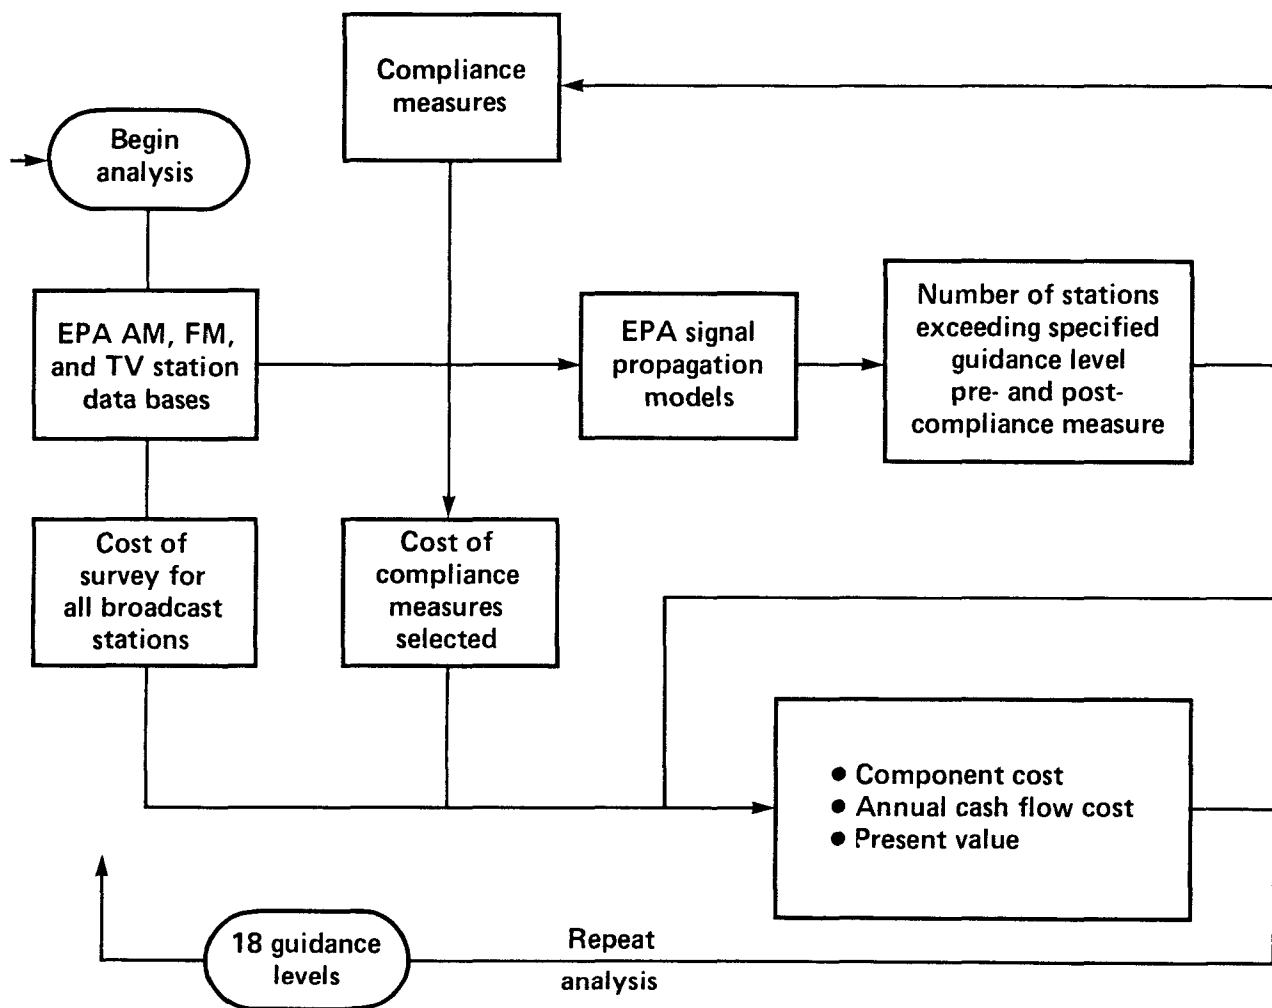 Compliance
measures
Begin
analysis
EPA AM, FM,
and TV station
data bases
EPA signal
propagation
models
Number of stations
exceeding specified
guidance level
pre- and post-
compliance measure
Cost of
survey for
all broadcast
stations
Cost of
compliance
measures
selected
● Component cost
● Annual cash flow cost
● Present value
18 guidance
levels
Repeat
analysis